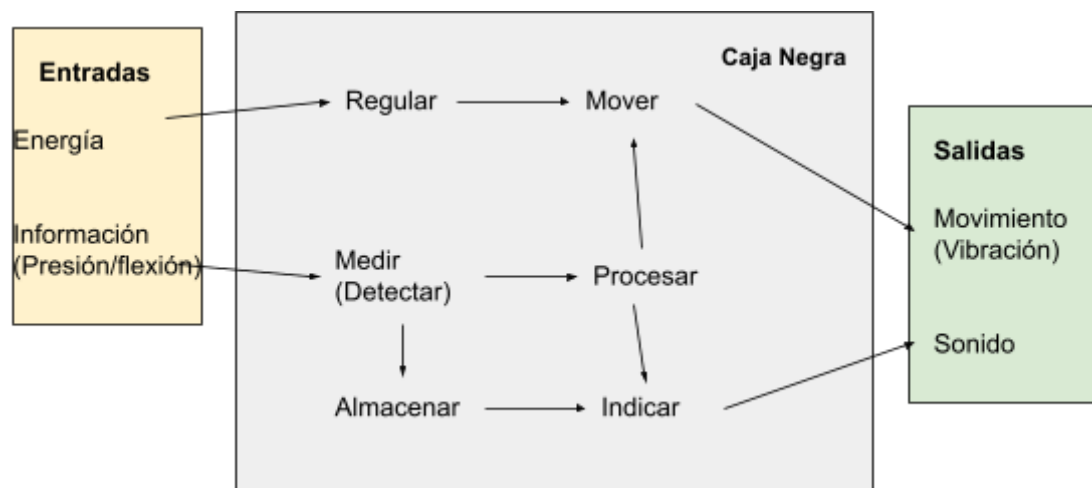 Entradas
Energía
Información
(Presión/flexión)
Caja Negra
Regular
Mover
Medir
(Detectar)
Procesar
Almacenar
Indicar
Salidas
Movimiento
(Vibración)
Sonido